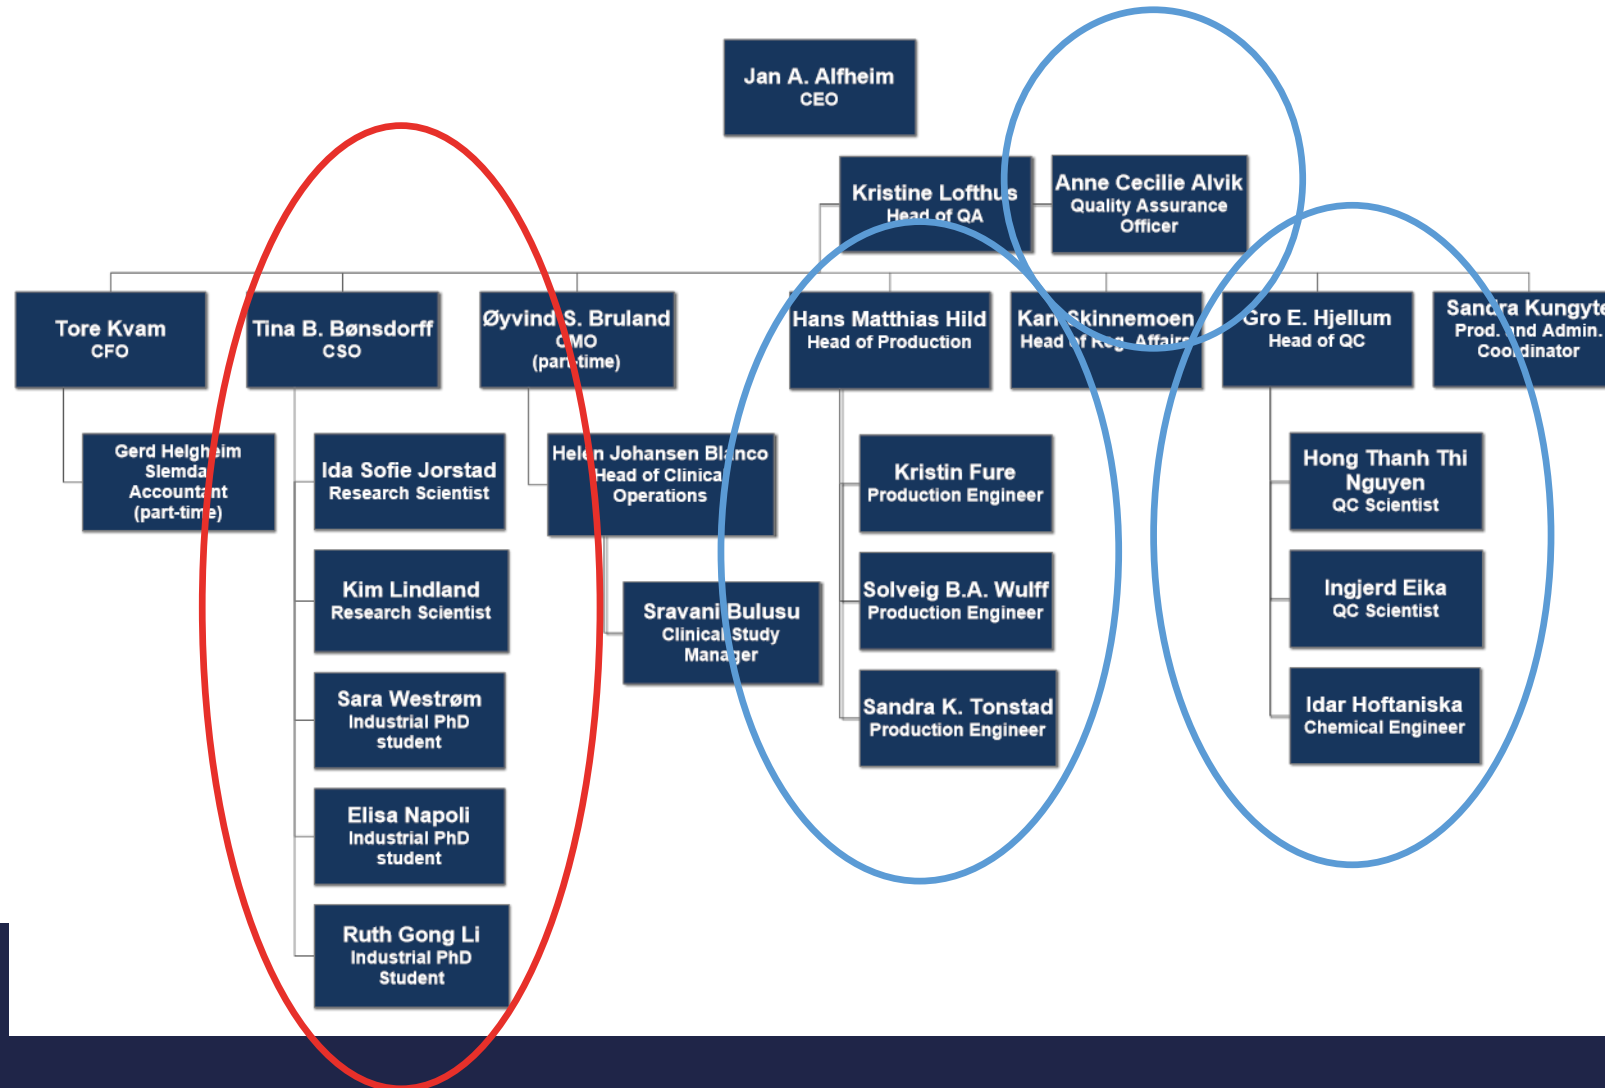 Jan A. Alfheim
CEO
Kristine Lofthus
Head of QA
Anne Cecilie Alvik
Quality Assurance
Officer
Tore Kvam
CFO
Tina B. Bønsdorff
CSO
Øyvind S. Bruland
CMO
(part-time)
Hans Matthias Hild
Head of Production
Kari Skinnemoen
Head of Reg. Affairs
Gro E. Hjellum
Head of QC
Sandra Kungyte
Prod. and Admin.
Coordinator
Gerd Helgheim
Slemdal
Accountant
(part-time)
Ida Sofie Jorstad
Research Scientist
Kim Lindland
Research Scientist
Sara Westrøm
Industrial PhD
student
Elisa Napoli
Industrial PhD
student
Ruth Gong Li
Industrial PhD
Student
Helen Johansen Blanco
Head of Clinical
Operations
Sravani Bulusu
Clinical Study
Manager
Kristin Fure
Production Engineer
Solveig B.A. Wulff
Production Engineer
Sandra K. Tonstad
Production Engineer
Hong Thanh Thi
Nguyen
QC Scientist
Ingjerd Eika
QC Scientist
Idar Hoftaniska
Chemical Engineer